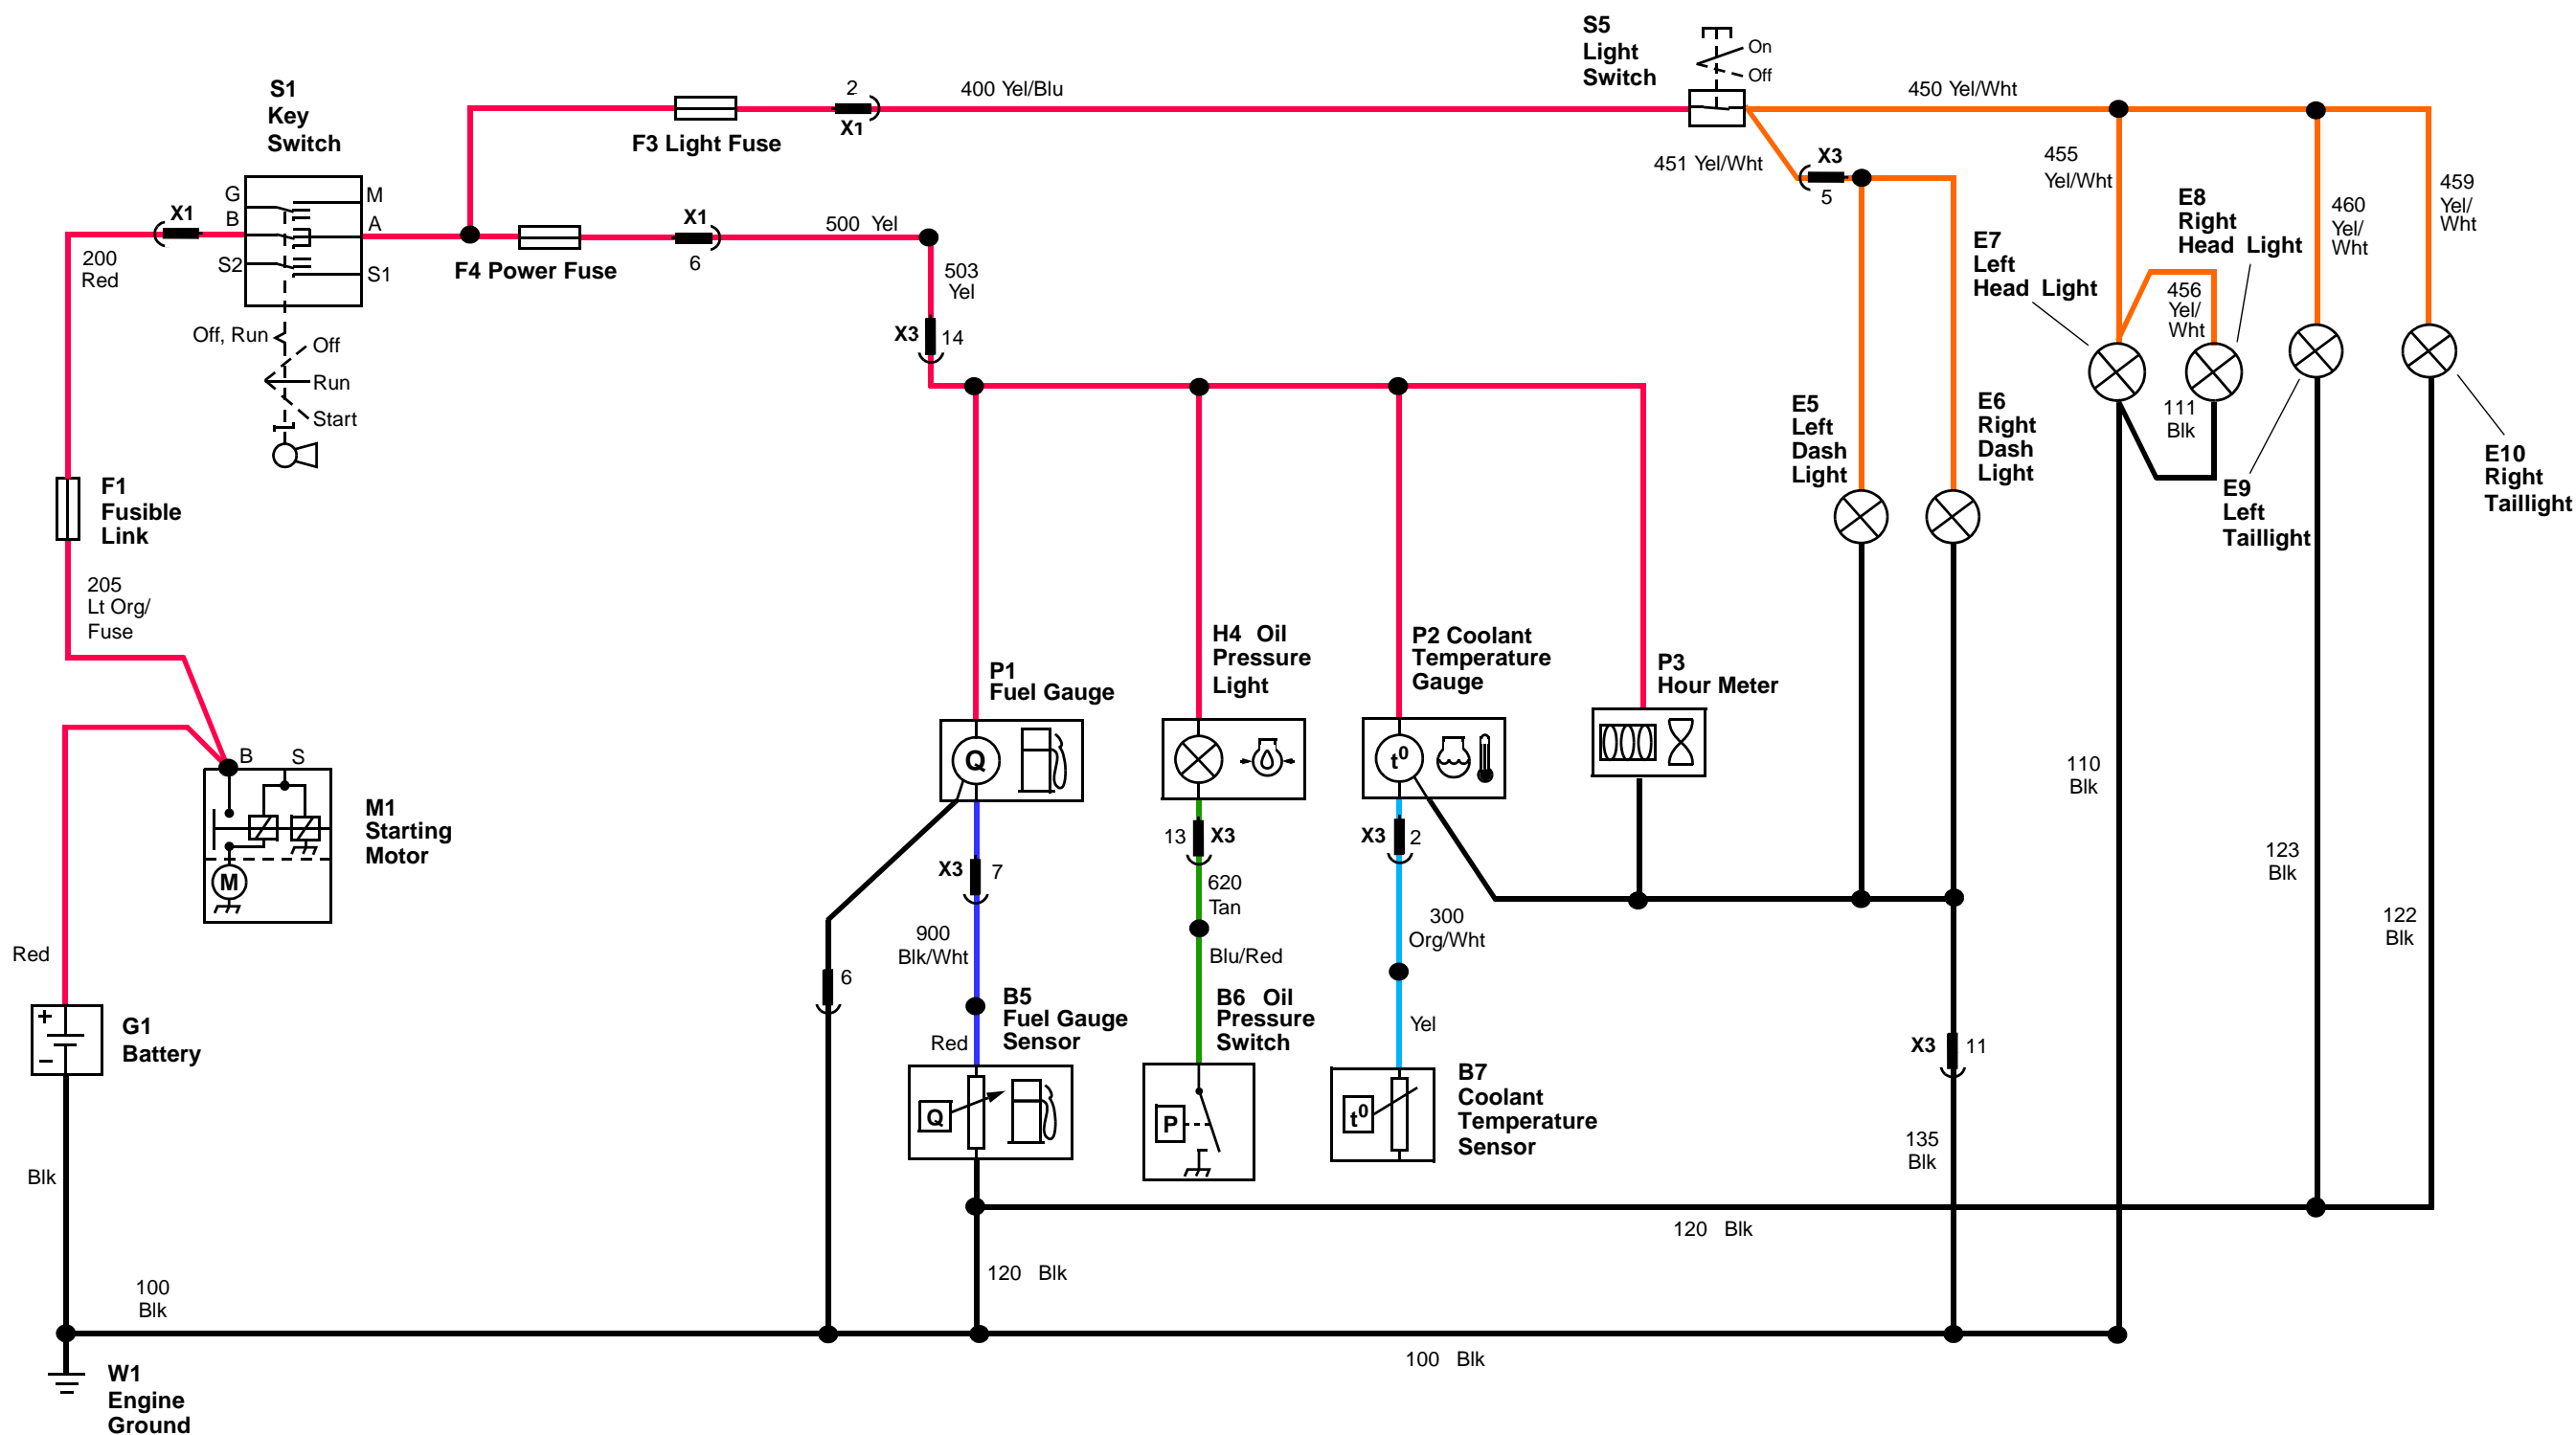 S5
Light
Switch
On
Off
S1
Key
Switch
2
X1
400 Yel/Blu
F3 Light Fuse
450 Yel/Wht
451 Yel/Wht
X3
5
455
Yel/Wht
E8
Right
Head Light
460
Yel/
Wht
459
Yel/
Wht
G
B
S2
M
A
S1
X1
200
Red
F4 Power Fuse
X1
6
500 Yel
503
Yel
X3
14
E7
Left
Head Light
456
Yel/
Wht
111
Blk
Off, Run
Off
Run
Start
E5
Left
Dash
Light
E6
Right
Dash
Light
E9
Left
Taillight
E10
Right
Taillight
F1
Fusible
Link
205
Lt Org/
Fuse
B
S
M
M1
Starting
Motor
P1
Fuel Gauge
Q
H4 Oil
Pressure
Light
P2 Coolant
Temperature
Gauge
t0
P3
Hour Meter
110
Blk
123
Blk
122
Blk
X3
7
13
X3
X3
2
620
Tan
900
Blk/Wht
300
Org/Wht
Blu/Red
6
Red
+
−
G1
Battery
Red
B5
Fuel Gauge
Sensor
Q
B6 Oil
Pressure
Switch
P
Yel
B7
Coolant
Temperature
Sensor
t0
X3
11
135
Blk
Blk
120 Blk
120 Blk
100
Blk
100 Blk
W1
Engine
Ground